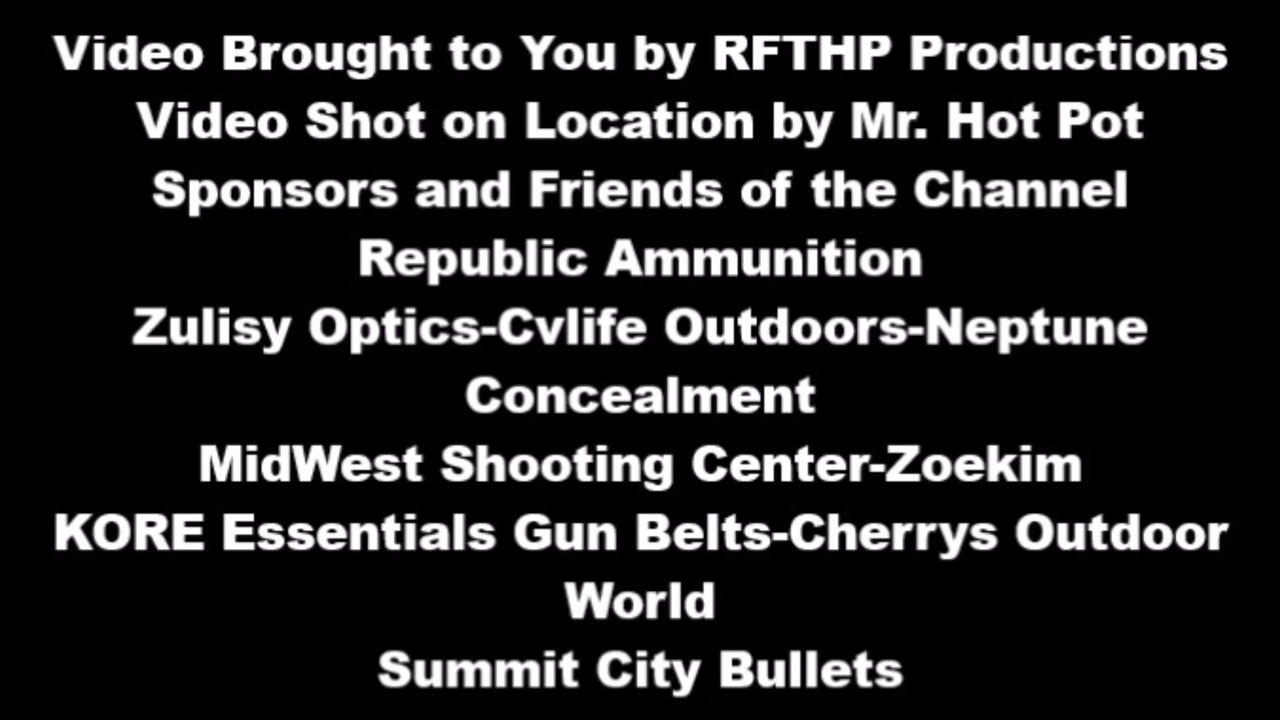 Video Brought to You by RFTHP Productions
Video Shot on Location by Mr. Hot Pot
Sponsors and Friends of the Channel
Republic Ammunition
Zulisy Optics-Cvlife Outdoors-Neptune
Concealment
MidWest Shooting Center-Zoekim
KORE Essentials Gun Belts-Cherrys Outdoor
World
Summit City Bullets